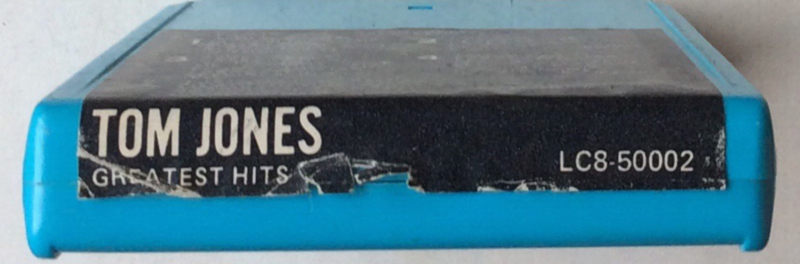 TOM JONES
GREATEST HITS
LC8-50002